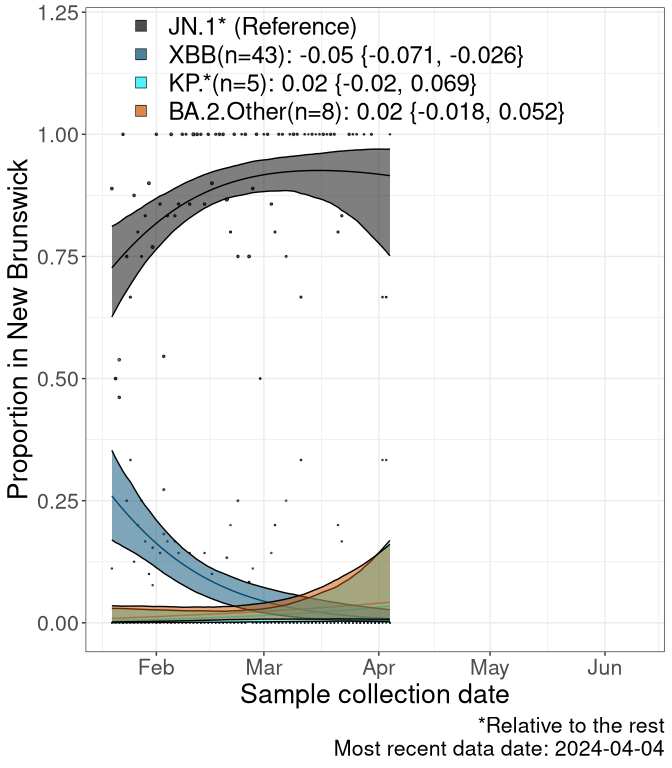 JN.1* (Reference)
XBB(n=43): -0.05 {-0.071, -0.026}
KP.*(n=5): 0.02 {-0.02, 0.069}
BA.2.Other(n=8): 0.02 {-0.018, 0.052}
Proportion in New Brunswick
1.25
1.00
0.75
0.50
0.25
0.00
Feb Mar Apr May Jun
Sample collection date
*Relative to the rest
Most recent data date: 2024-04-04